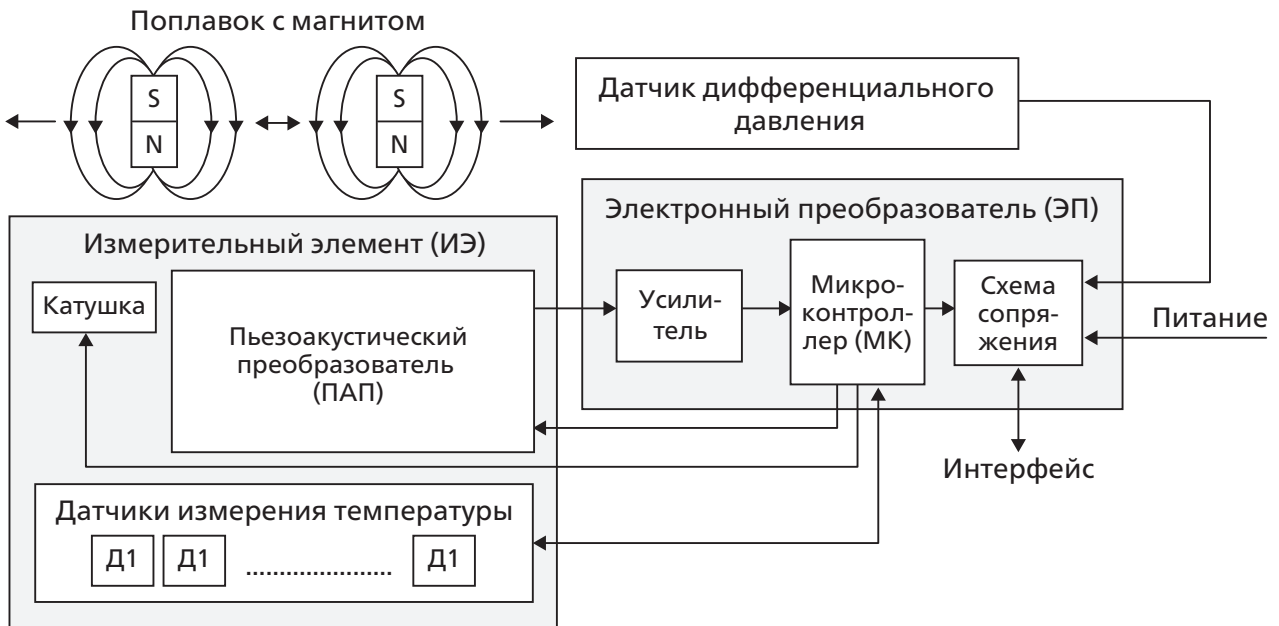 Поплавок с магнитом
S
N
S
N
Датчик дифференциального
давления
Электронный преобразователь (ЭП)
Измерительный элемент (ИЭ)
Катушка
Пьезоакустический
преобразователь
(ПАП)
Усили-
тель
Микро-
контрол-
лер (МК)
Схема
сопря-
жения
Питание
Интерфейс
Датчики измерения температуры
Д1 Д1 ...................... Д1